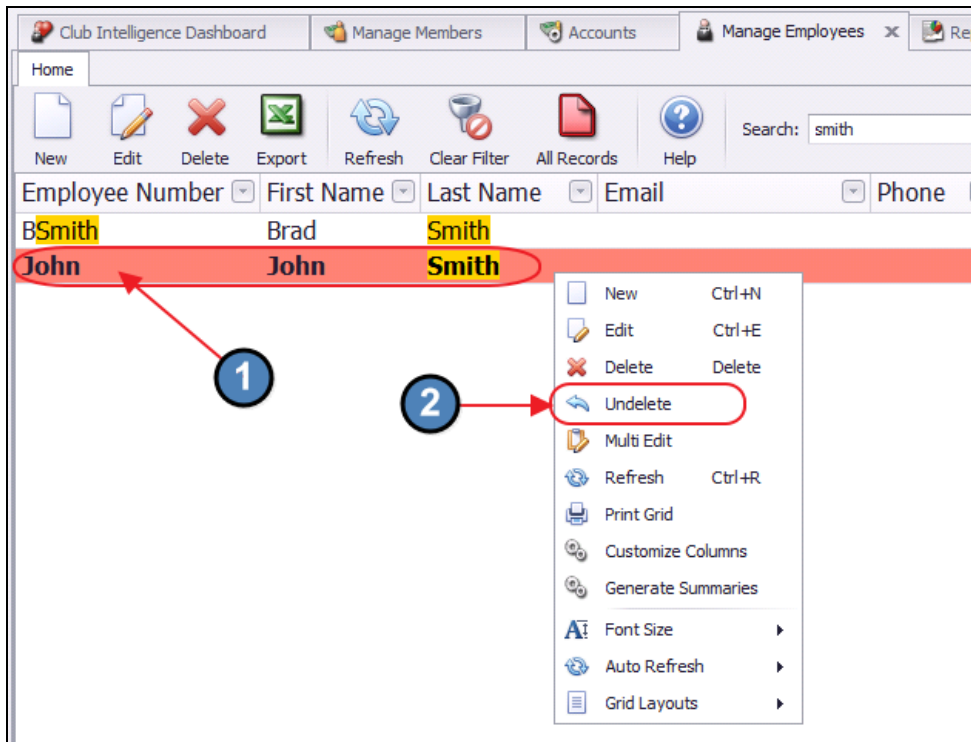 Club Intelligence Dashboard Manage Members Accounts Manage Employees Re
Home
New Edit Delete Export Refresh Clear Filter All Records Help Search: smith
Employee Number First Name Last Name Email Phone
BSmith Brad Smith
John John Smith
New Ctrl+N
Edit Ctrl+E
1 Delete Delete
2 Undelete
Multi Edit
Refresh Ctrl+R
Print Grid
Customize Columns
Generate Summaries
Font Size
Auto Refresh
Grid Layouts